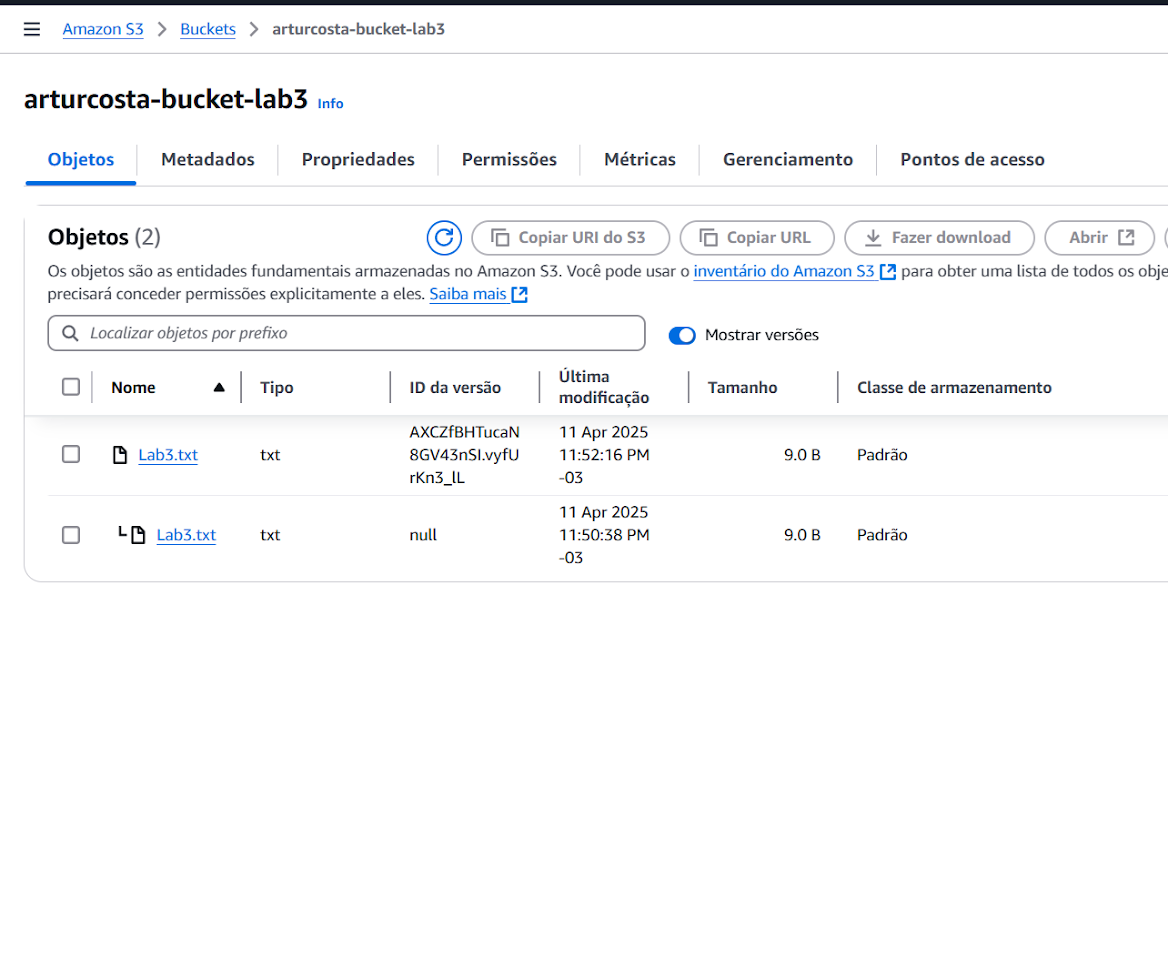 Amazon S3 > Buckets > arturcosta-bucket-lab3
arturcosta-bucket-lab3 Info
Objetos Metadados Propriedades Permissões Métricas Gerenciamento Pontos de acesso
Objetos (2) Copiar URI do S3 Copiar URL Fazer download Abrir
Os objetos são as entidades fundamentais armazenadas no Amazon S3. Você pode usar o inventário do Amazon S3 para obter uma lista de todos os obje
precisará conceder permissões explicitamente a eles. Saiba mais
Localizar objetos por prefixo Mostrar versões
Nome Tipo ID da versão Última modificação Tamanho Classe de armazenamento
Lab3.txt txt AXCZfBHTucaN 11 Apr 2025 9.0 B Padrão
8GV43nSI.vyfU 11:52:16 PM
rKn3_lL -03
Lab3.txt txt null 11 Apr 2025 9.0 B Padrão
11:50:38 PM
-03